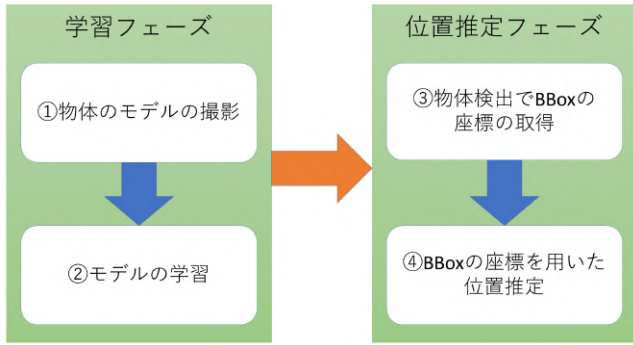 学習フェーズ
①物体のモデルの撮影
②モデルの学習
位置推定フェーズ
③物体検出でBBoxの
座標の取得
④BBoxの座標を用いた
位置推定